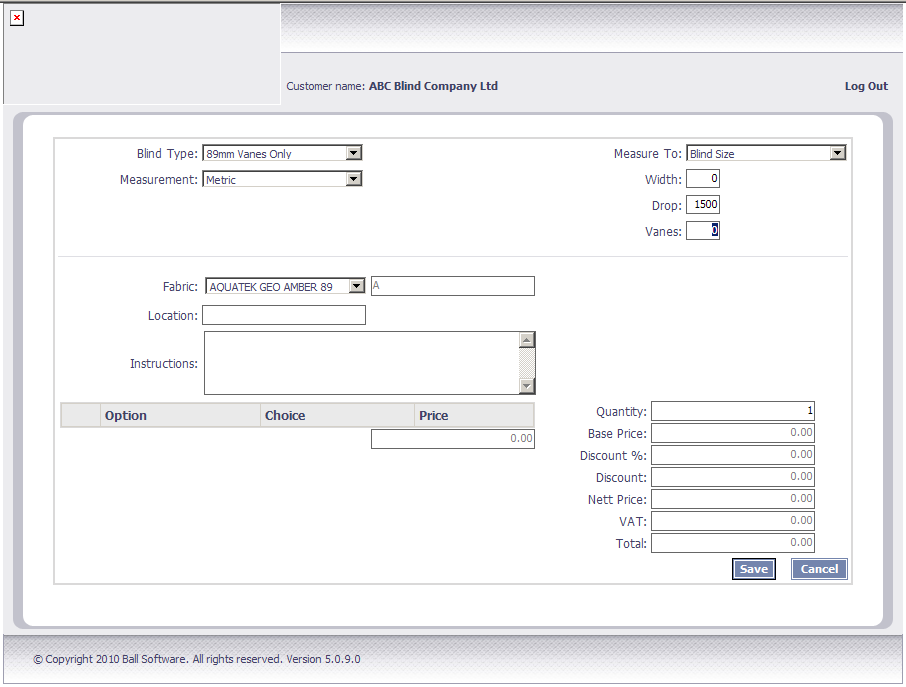 Customer name: ABC Blind Company Ltd Log Out
Blind Type: 89mm Vanes Only Measure To: Blind Size
Measurement: Metric Width: 0
Drop: 1500
Vanes: 0
Fabric: AQUATEK GEO AMBER 89 A
Location:
Instructions:
Option Choice Price
0.00
Quantity: 1
Base Price: 0.00
Discount %: 0.00
Discount: 0.00
Nett Price: 0.00
VAT: 0.00
Total: 0.00
Save Cancel
© Copyright 2010 Ball Software. All rights reserved. Version 5.0.9.0